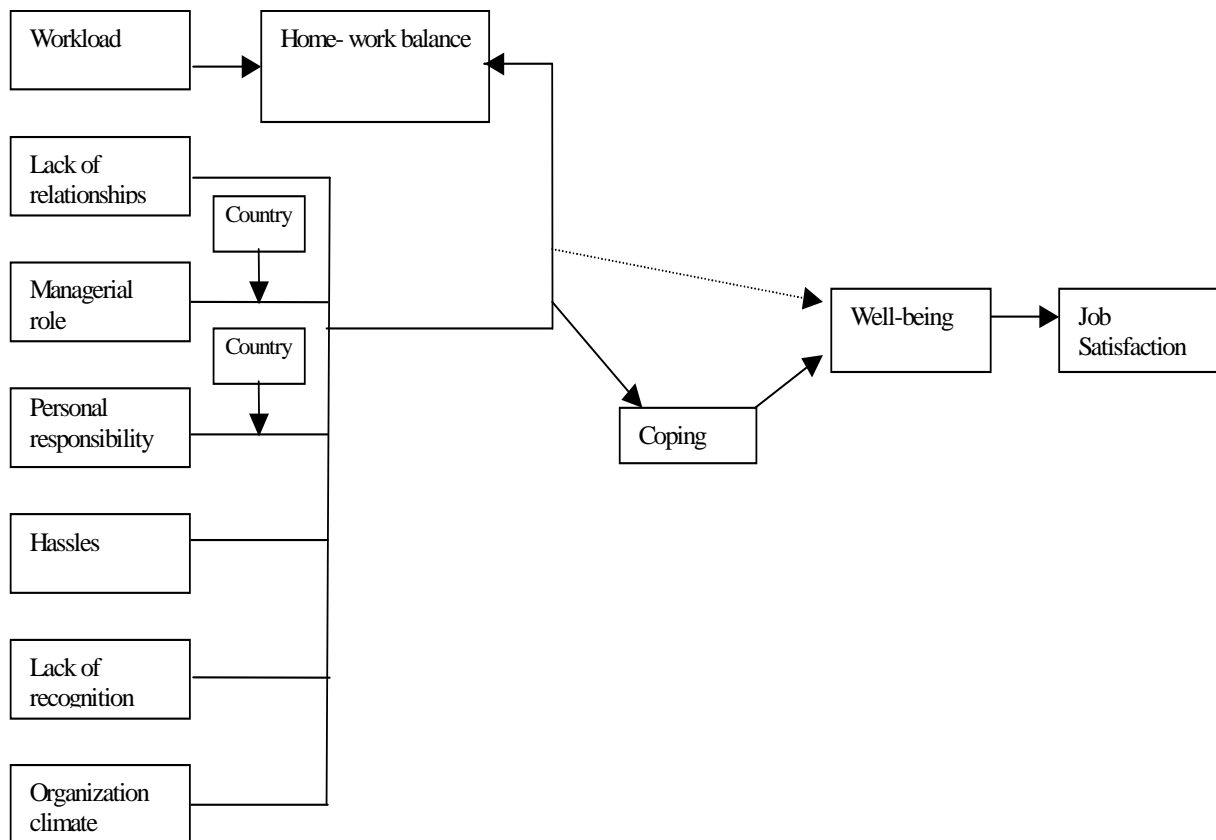 Workload
Home- work balance
Lack of
relationships
Country
Managerial
role
Country
Well-being
Job
Satisfaction
Personal
responsibility
Coping
Hassles
Lack of
recognition
Organization
climate